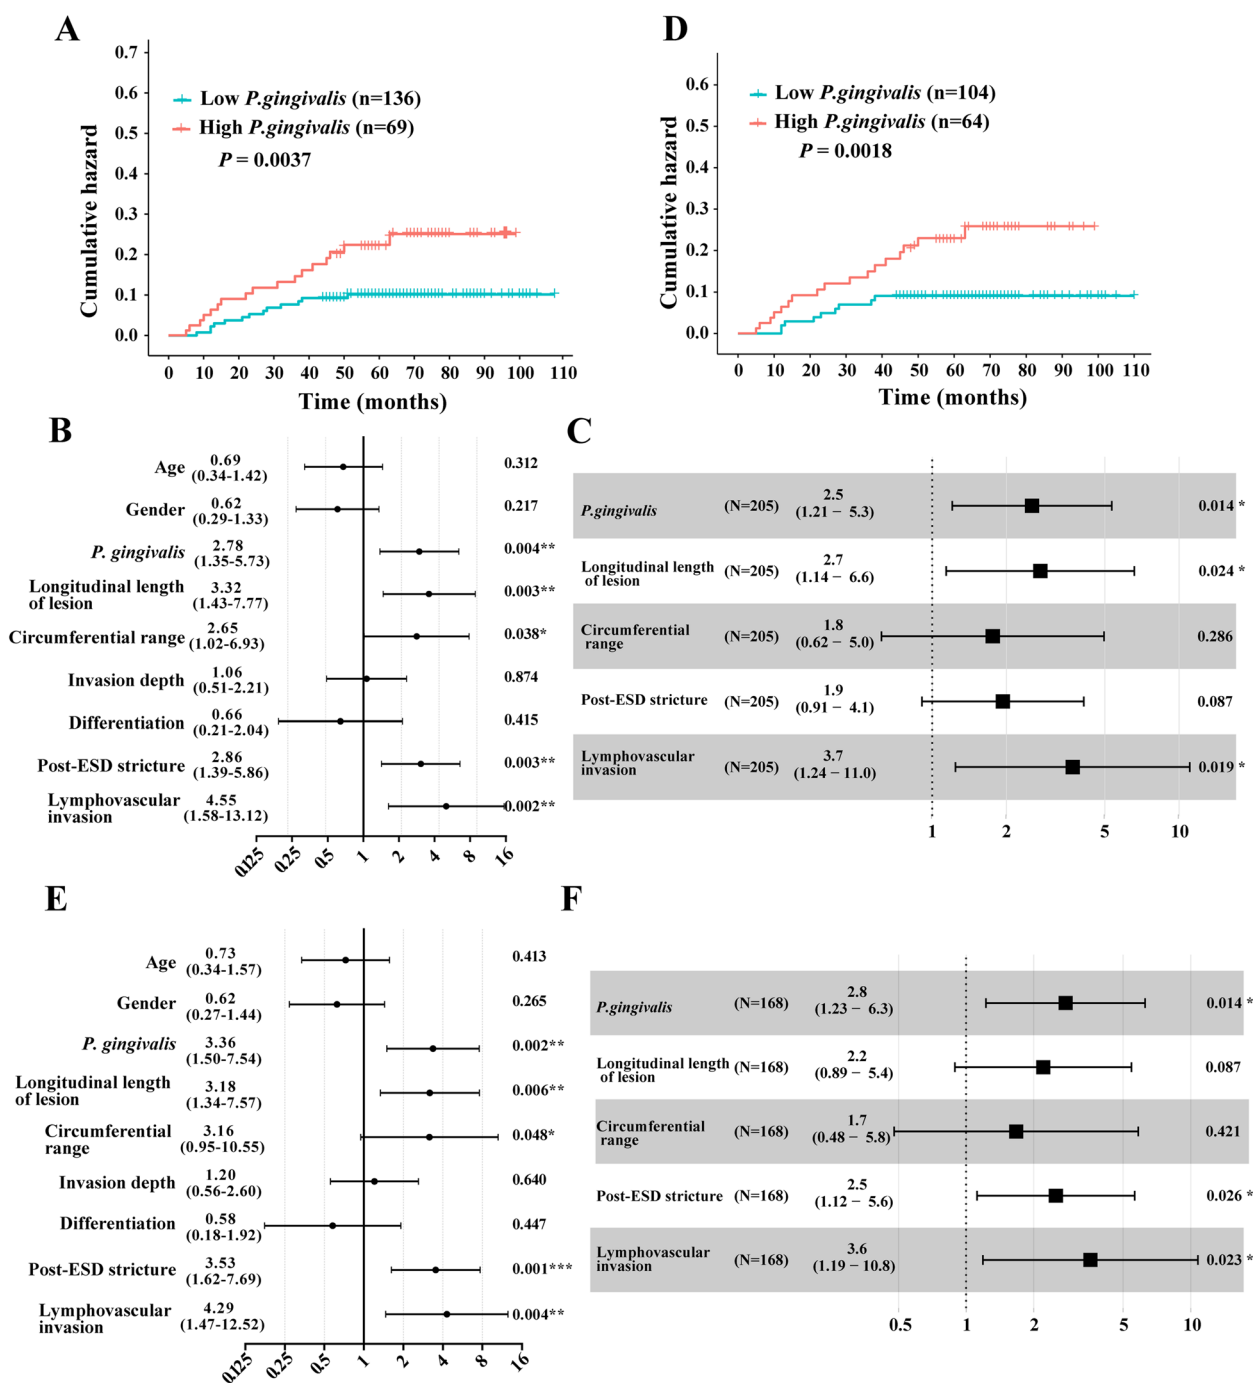 A
Cumulative hazard
0.7
0.6
0.5
0.4
0.3
0.2
0.1
0.0
Low P.gingivalis (n=136)
High P.gingivalis (n=69)
P = 0.0037
0 10 20 30 40 50 60 70 80 90 100 110
Time (months)
D
Cumulative hazard
0.6
0.5
0.4
0.3
0.2
0.1
0.0
Low P.gingivalis (n=104)
High P.gingivalis (n=64)
P = 0.0018
0 10 20 30 40 50 60 70 80 90 100 110
Time (months)
B
Age 0.69 0.312
(0.34-1.42)
Gender 0.62 0.217
(0.29-1.33)
P. gingivalis 2.78 0.004**
(1.35-5.73)
Longitudinal length 3.32 0.003**
of lesion (1.43-7.77)
Circumferential range 2.65 0.038*
(1.02-6.93)
Invasion depth 1.06 0.874
(0.51-2.21)
Differentiation 0.66 0.415
(0.21-2.04)
Post-ESD stricture 2.86 0.003**
(1.39-5.86)
Lymphovascular 4.55 0.002**
invasion (1.58-13.12)
0.125 0.25 0.5 1 2 4 8 16
C
P.gingivalis (N=205) 2.5 0.014 *
(1.21 − 5.3)
Longitudinal length (N=205) 2.7 0.024 *
of lesion (1.14 − 6.6)
Circumferential (N=205) 1.8 0.286
range (0.62 − 5.0)
Post-ESD stricture (N=205) 1.9 0.087
(0.91 − 4.1)
Lymphovascular (N=205) 3.7 0.019 *
invasion (1.24 − 11.0)
1 2 5 10
E
Age 0.73 0.413
(0.34-1.57)
Gender 0.62 0.265
(0.27-1.44)
P. gingivalis 3.36 0.002**
(1.50-7.54)
Longitudinal length 3.18 0.006**
of lesion (1.34-7.57)
Circumferential 3.16 0.048*
range (0.95-10.55)
Invasion depth 1.20 0.640
(0.56-2.60)
Differentiation 0.58 0.447
(0.18-1.92)
Post-ESD stricture 3.53 0.001***
(1.62-7.69)
Lymphovascular 4.29 0.004**
invasion (1.47-12.52)
0.125 0.25 0.5 1 2 4 8 16
F
P.gingivalis (N=168) 2.8 0.014 *
(1.23 − 6.3)
Longitudinal length (N=168) 2.2 0.087
of lesion (0.89 − 5.4)
Circumferential (N=168) 1.7 0.421
range (0.48 − 5.8)
Post-ESD stricture (N=168) 2.5 0.026 *
(1.12 − 5.6)
Lymphovascular (N=168) 3.6 0.023 *
invasion (1.19 − 10.8)
0.5 1 2 5 10